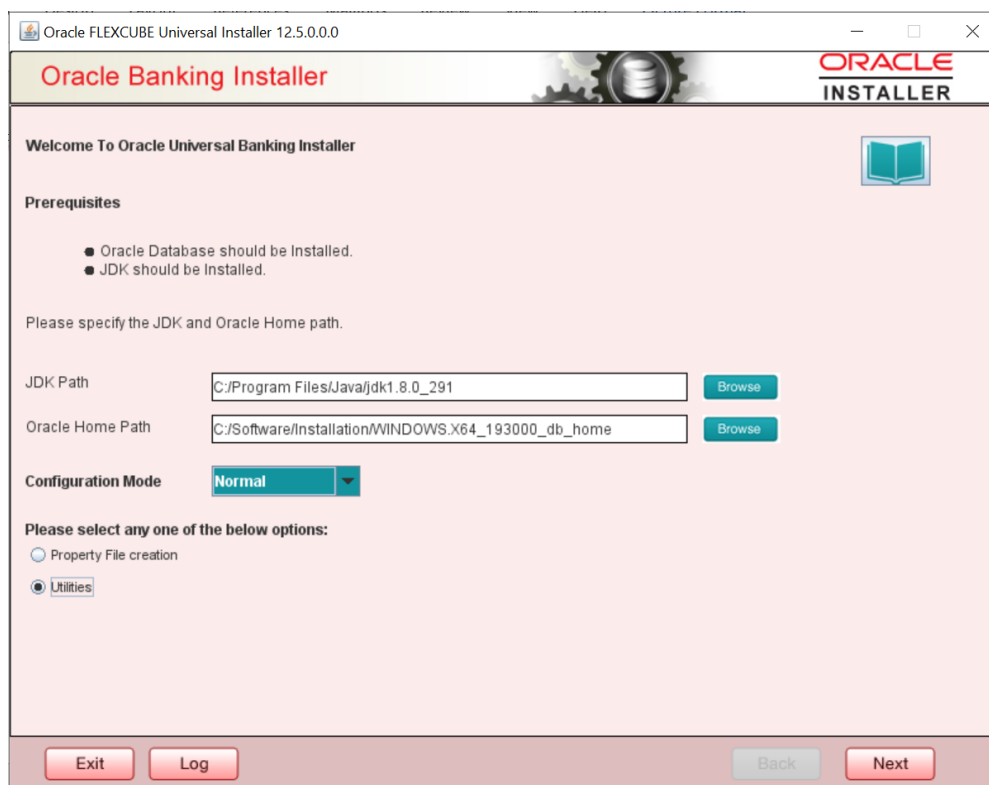 Oracle FLEXCUBE Universal Installer 12.5.0.0.0
Oracle Banking Installer
ORACLE
INSTALLER
Welcome To Oracle Universal Banking Installer
Prerequisites
Oracle Database should be Installed.
JDK should be Installed.
Please specify the JDK and Oracle Home path.
JDK Path
C:/Program Files/Java/jdk1.8.0_291
Browse
Oracle Home Path
C:/Software/Installation/WINDOWS.X64_193000_db_home
Browse
Configuration Mode
Normal
Please select any one of the below options:
Property File creation
Utilities
Exit
Log
Back
Next